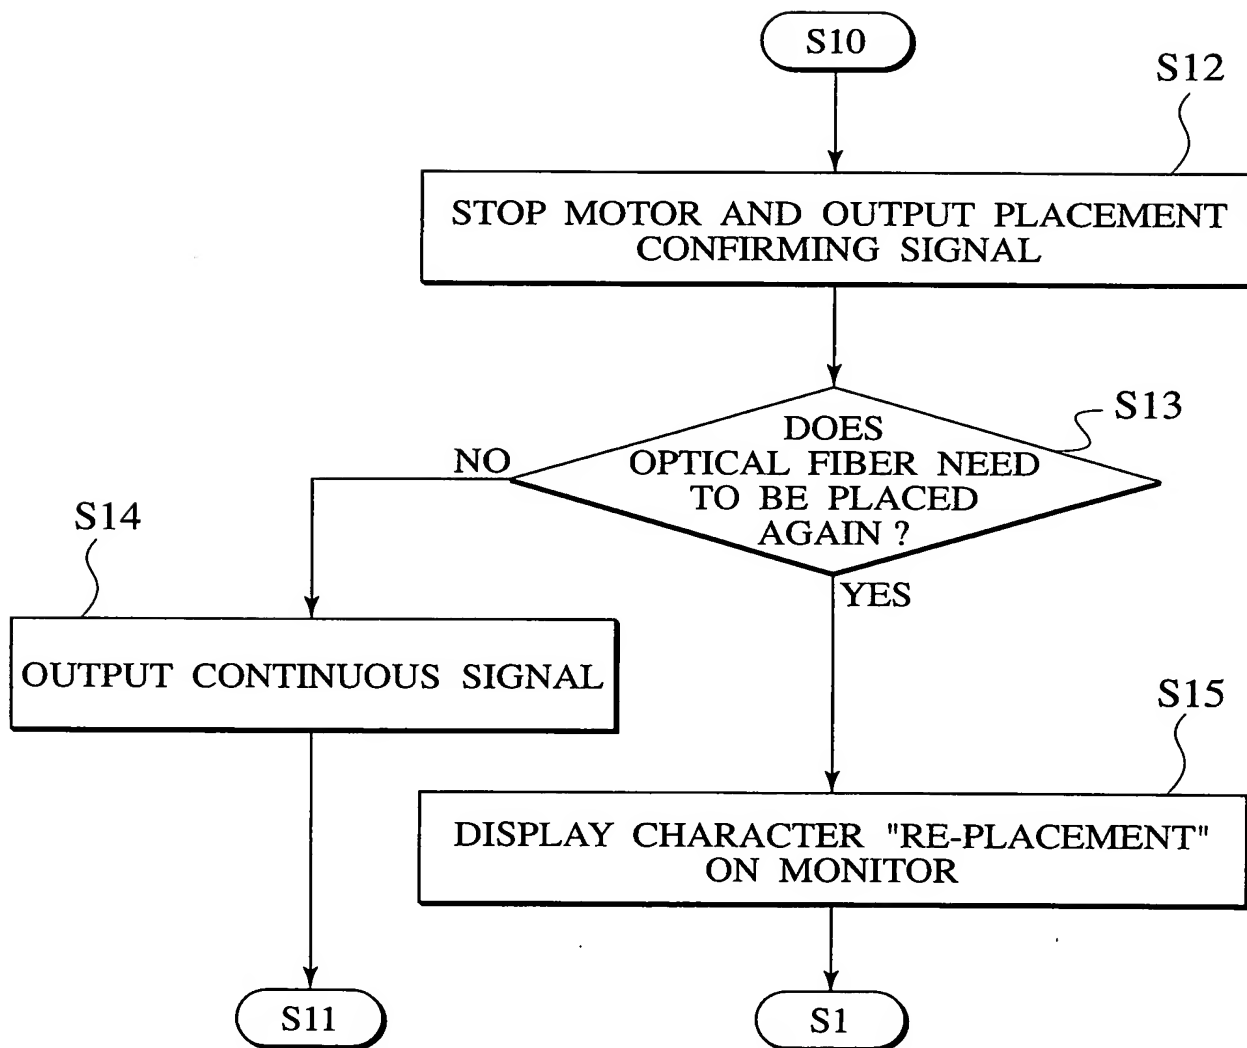 S10
S12
STOP MOTOR AND OUTPUT PLACEMENT
CONFIRMING SIGNAL
S13
DOES
OPTICAL FIBER NEED
TO BE PLACED
AGAIN ?
NO
YES
S14
OUTPUT CONTINUOUS SIGNAL
S15
DISPLAY CHARACTER "RE-PLACEMENT"
ON MONITOR
S11
S1